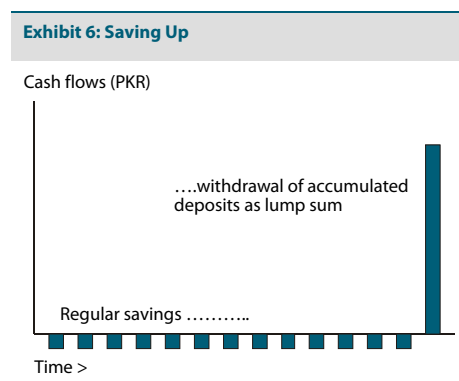 Exhibit 6: Saving Up
Cash flows (PKR)
….withdrawal of accumulated
deposits as lump sum
Regular savings ………..
Time >